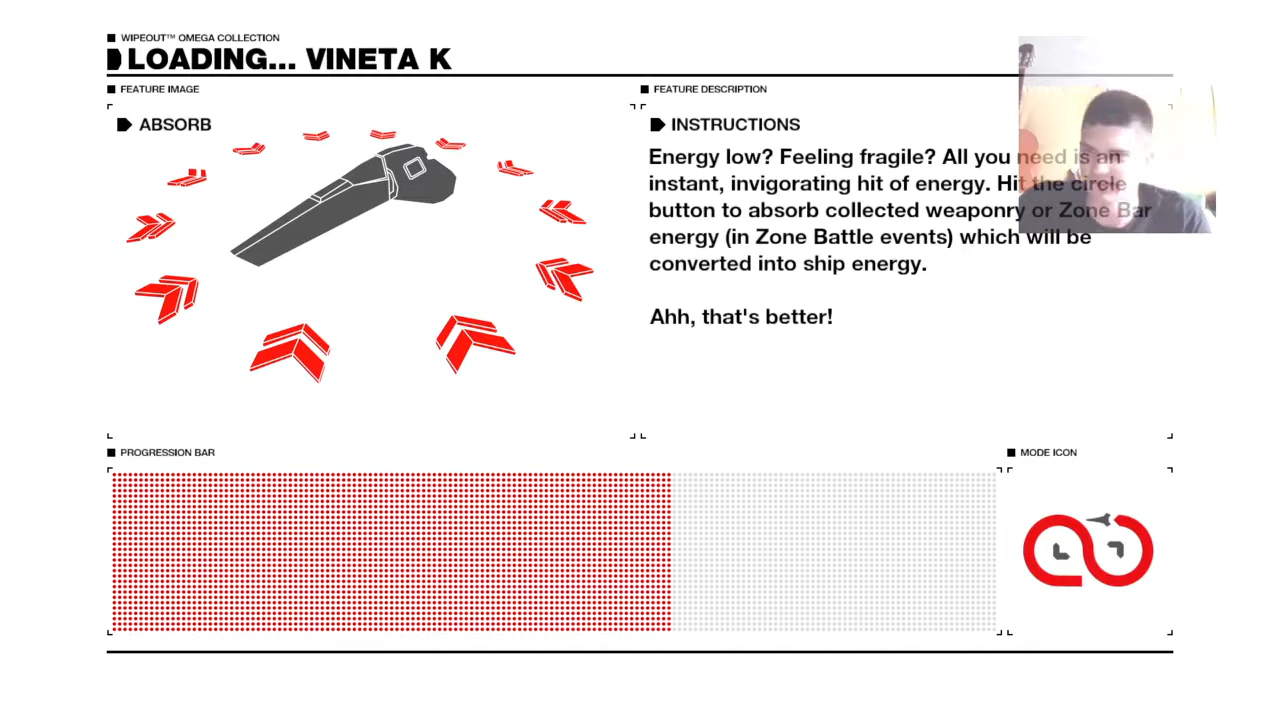 WIPEOUT™ OMEGA COLLECTION
LOADING... VINETA K
FEATURE IMAGE
ABSORB
FEATURE DESCRIPTION
INSTRUCTIONS
Energy low? Feeling fragile? All you need is an
instant, invigorating hit of energy. Hit the circle
button to absorb collected weaponry or Zone Bar
energy (in Zone Battle events) which will be
converted into ship energy.
Ahh, that's better!
PROGRESSION BAR
MODE ICON